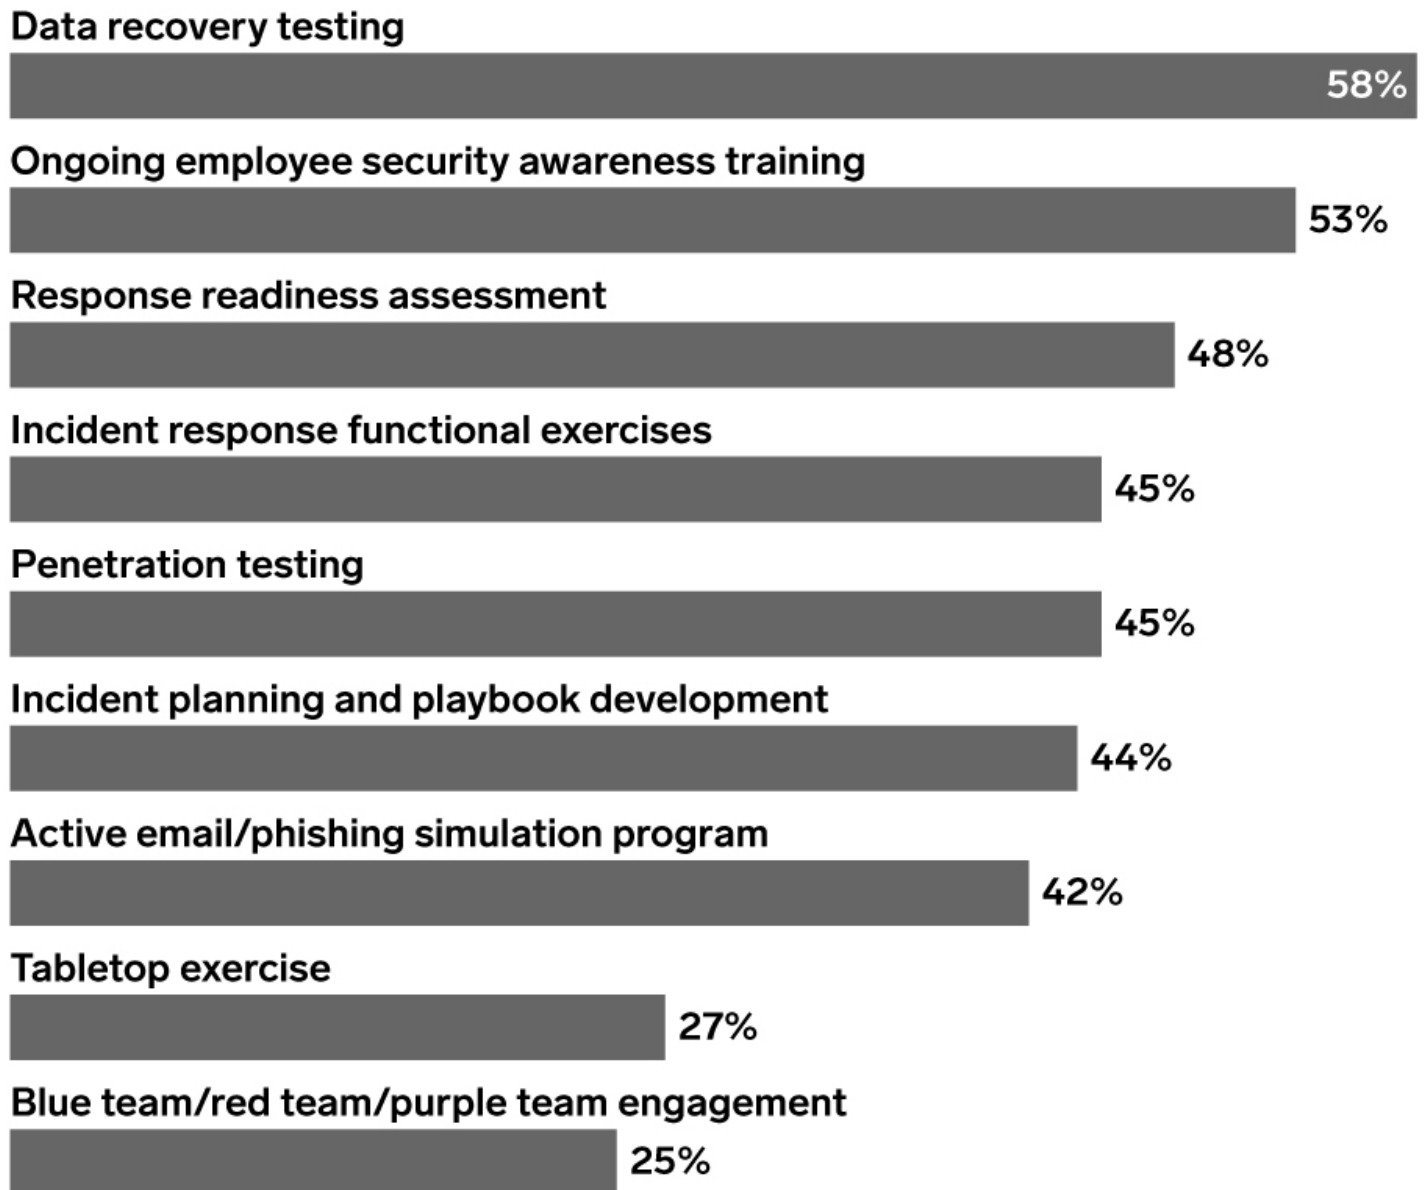 Data recovery testing
58%
Ongoing employee security awareness training
53%
Response readiness assessment
48%
Incident response functional exercises
45%
Penetration testing
45%
Incident planning and playbook development
44%
Active email/phishing simulation program
42%
Tabletop exercise
27%
Blue team/red team/purple team engagement
25%